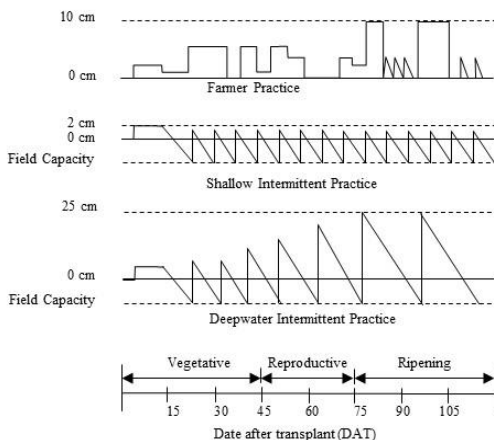 10 cm
0 cm
Farmer Practice
2 cm
0 cm
Field Capacity
Shallow Intermittent Practice
25 cm
0 cm
Field Capacity
Deepwater Intermittent Practice
Vegetative Reproductive Ripening
15 30 45 60 75 90 105
Date after transplant (DAT)